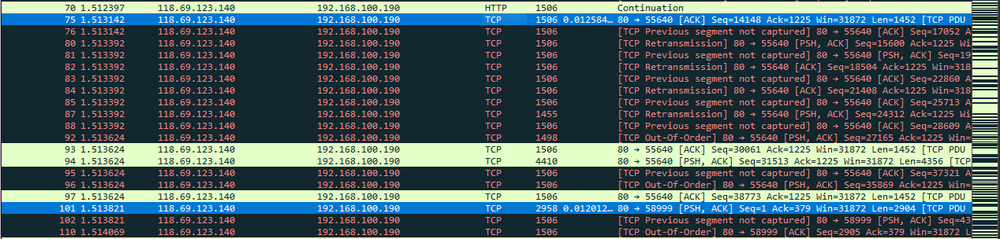 70 1.512397 118.69.123.140 192.168.100.190 HTTP 1506 Continuation
75 1.513142 118.69.123.140 192.168.100.190 TCP 1506 0.012584… 80 → 55640 [ACK] Seq=14148 Ack=1225 Win=31872 Len=1452 [TCP PDU
76 1.513142 118.69.123.140 192.168.100.190 TCP 1506 [TCP Previous segment not captured] 80 → 55640 [ACK] Seq=17052 A
80 1.513392 118.69.123.140 192.168.100.190 TCP 1506 [TCP Retransmission] 80 → 55640 [PSH, ACK] Seq=15600 Ack=1225 Wi
81 1.513392 118.69.123.140 192.168.100.190 TCP 1506 [TCP Previous segment not captured] 80 → 55640 [PSH, ACK] Seq=19
82 1.513392 118.69.123.140 192.168.100.190 TCP 1506 [TCP Retransmission] 80 → 55640 [ACK] Seq=18504 Ack=1225 Win=318
83 1.513392 118.69.123.140 192.168.100.190 TCP 1506 [TCP Previous segment not captured] 80 → 55640 [ACK] Seq=22860 A
84 1.513392 118.69.123.140 192.168.100.190 TCP 1506 [TCP Retransmission] 80 → 55640 [ACK] Seq=21408 Ack=1225 Win=318
85 1.513392 118.69.123.140 192.168.100.190 TCP 1506 [TCP Previous segment not captured] 80 → 55640 [ACK] Seq=25713 A
87 1.513392 118.69.123.140 192.168.100.190 TCP 1455 [TCP Retransmission] 80 → 55640 [PSH, ACK] Seq=24312 Ack=1225 Wi
88 1.513392 118.69.123.140 192.168.100.190 TCP 1506 [TCP Previous segment not captured] 80 → 55640 [ACK] Seq=28609 A
92 1.513624 118.69.123.140 192.168.100.190 TCP 1498 [TCP Out-Of-Order] 80 → 55640 [PSH, ACK] Seq=27165 Ack=1225 Win=
93 1.513624 118.69.123.140 192.168.100.190 TCP 1506 80 → 55640 [ACK] Seq=30061 Ack=1225 Win=31872 Len=1452 [TCP PDU
94 1.513624 118.69.123.140 192.168.100.190 TCP 4410 80 → 55640 [PSH, ACK] Seq=31513 Ack=1225 Win=31872 Len=4356 [TCP
95 1.513624 118.69.123.140 192.168.100.190 TCP 1506 [TCP Previous segment not captured] 80 → 55640 [ACK] Seq=37321 A
96 1.513624 118.69.123.140 192.168.100.190 TCP 1506 [TCP Out-Of-Order] 80 → 55640 [ACK] Seq=35869 Ack=1225 Win=318
97 1.513624 118.69.123.140 192.168.100.190 TCP 1506 80 → 55640 [ACK] Seq=38773 Ack=1225 Win=31872 Len=1452 [TCP PDU
101 1.513821 118.69.123.140 192.168.100.190 TCP 2958 0.012012… 80 → 58999 [PSH, ACK] Seq=1 Ack=379 Win=31872 Len=2904 [TCP PDU
102 1.513821 118.69.123.140 192.168.100.190 TCP 1506 [TCP Previous segment not captured] 80 → 58999 [PSH, ACK] Seq=43
110 1.514069 118.69.123.140 192.168.100.190 TCP 1506 [TCP Out-Of-Order] 80 → 58999 [ACK] Seq=2905 Ack=379 Win=31872 L